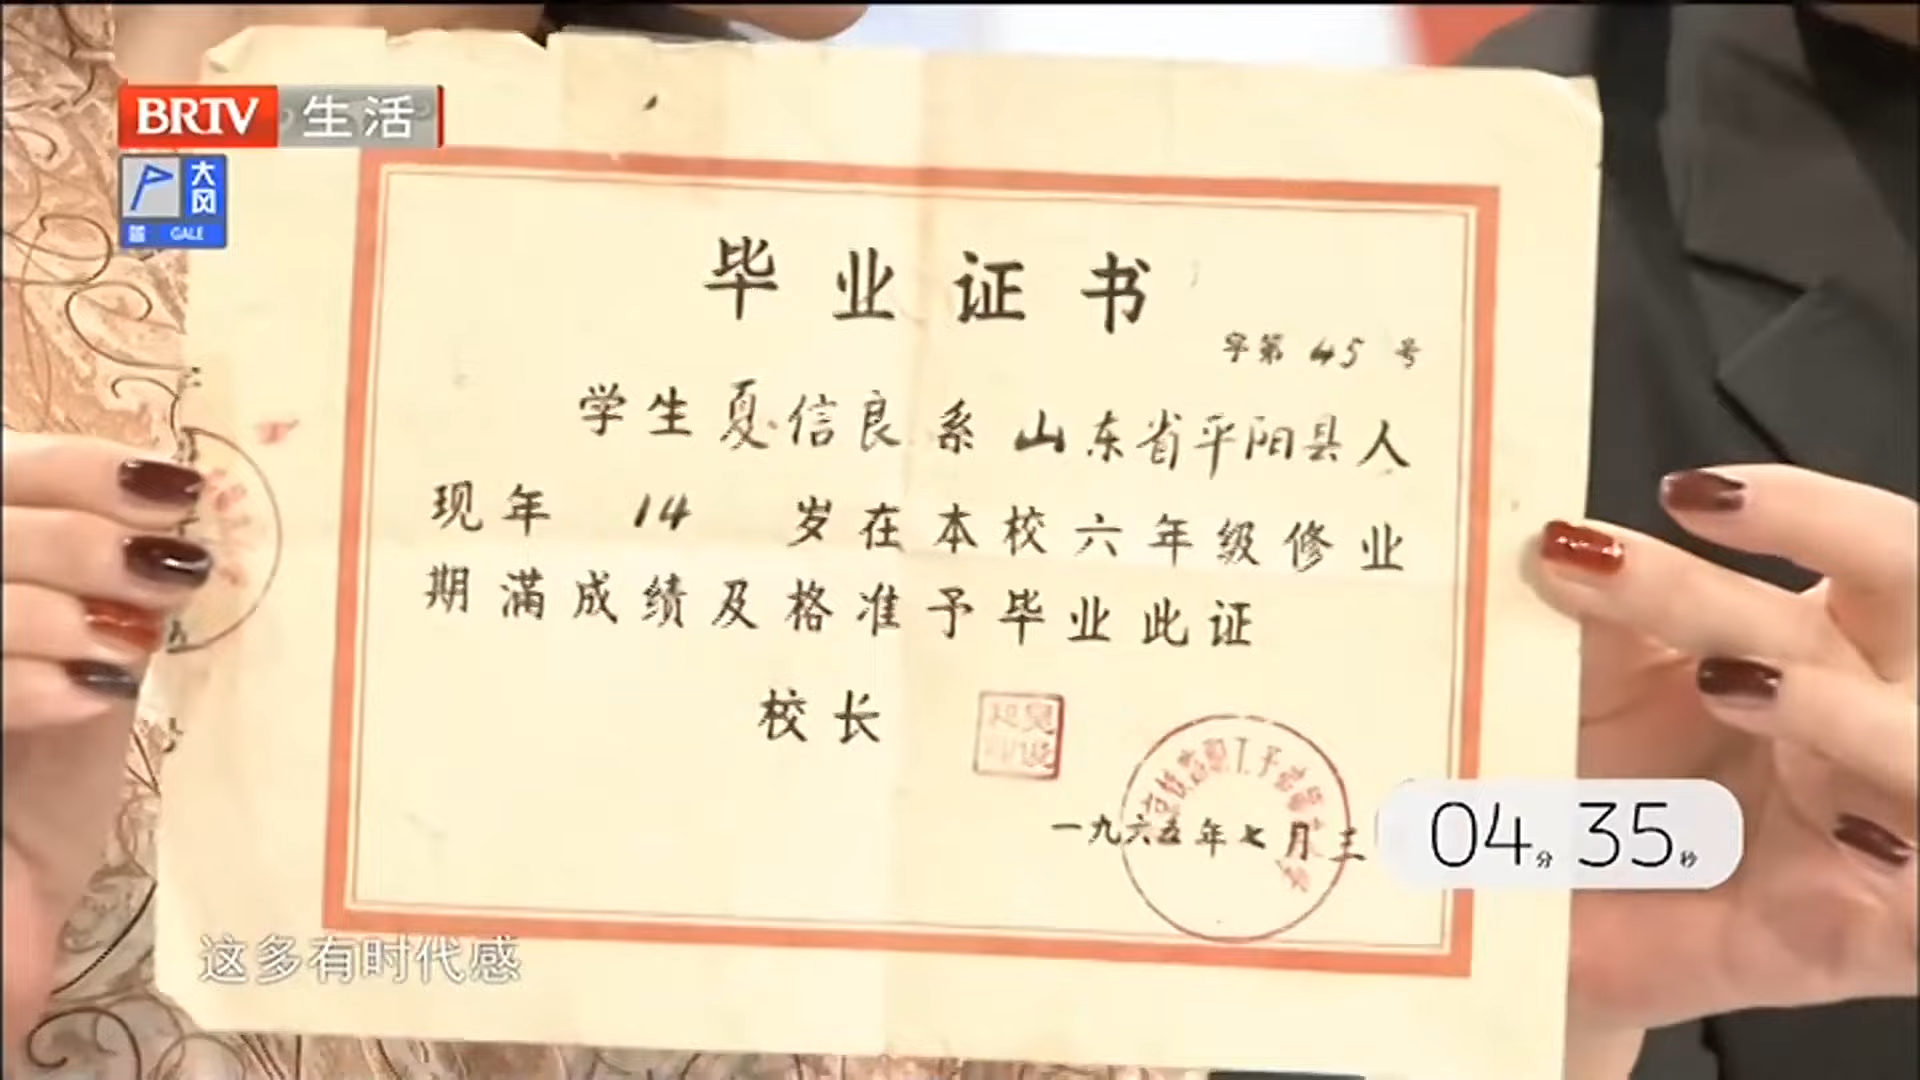 BRTV 生活
大风
GALE
毕业证书
字第 45 号
学生夏信良系山东省平阳县人
现年 14 岁在本校六年级修业
期满成绩及格准予毕业此证
校长
一九六五年七月三
04分35秒
这多有时代感